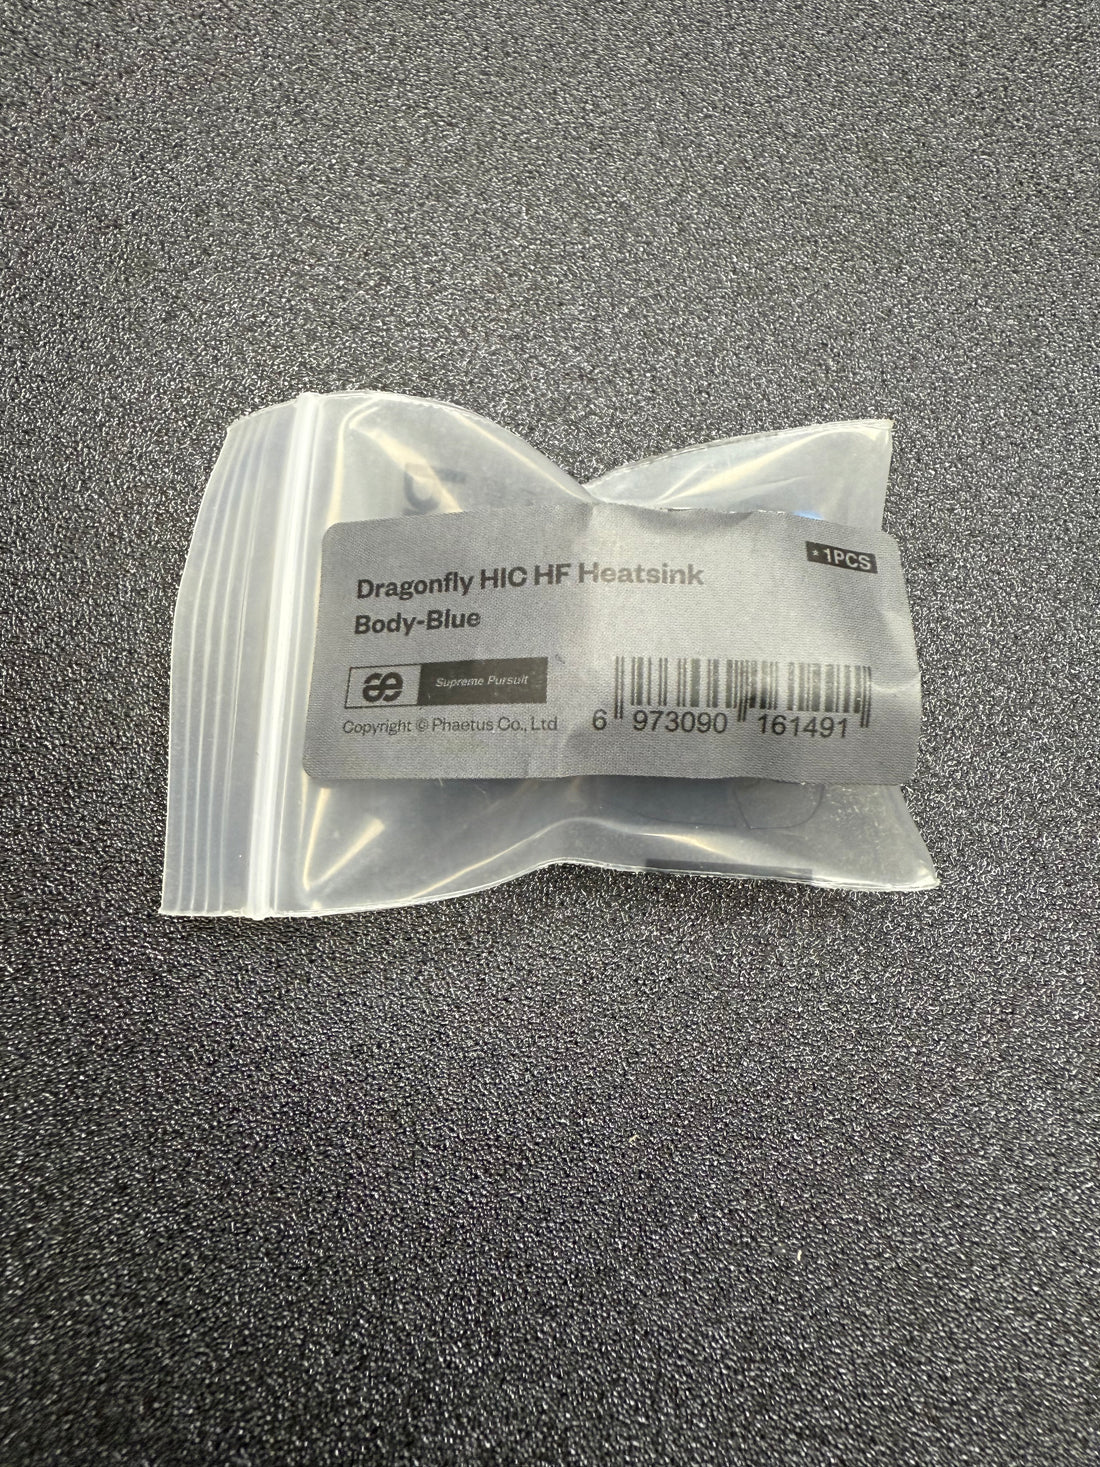 * 1PCS
Dragonfly HIC HF Heatsink
Body-Blue
Supreme Pursuit
Copyright © Phaetus Co., Ltd
6 973090 161491